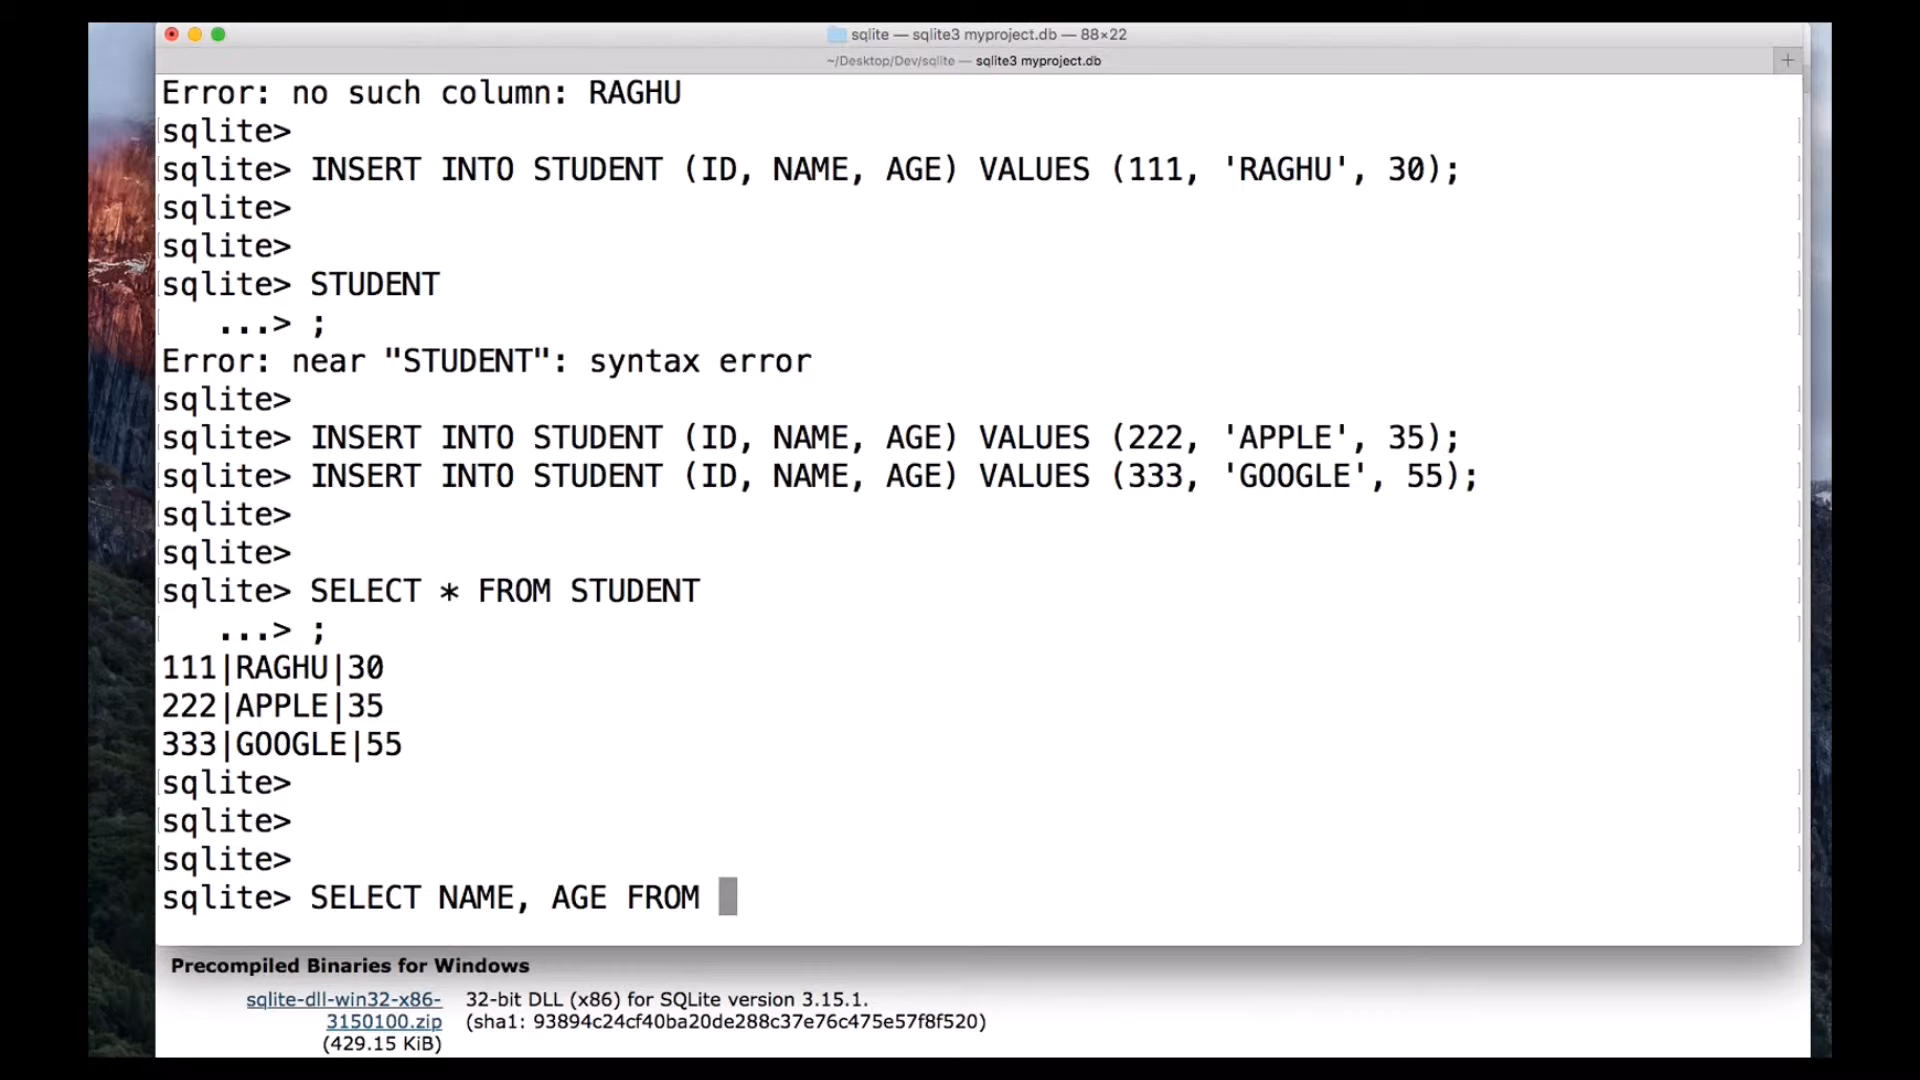 sqlite — sqlite3 myproject.db — 88×22
~/Desktop/Dev/sqlite — sqlite3 myproject.db
Error: no such column: RAGHU
sqlite>
sqlite> INSERT INTO STUDENT (ID, NAME, AGE) VALUES (111, 'RAGHU', 30);
sqlite>
sqlite>
sqlite> STUDENT
...> ;
Error: near "STUDENT": syntax error
sqlite>
sqlite> INSERT INTO STUDENT (ID, NAME, AGE) VALUES (222, 'APPLE', 35);
sqlite> INSERT INTO STUDENT (ID, NAME, AGE) VALUES (333, 'GOOGLE', 55);
sqlite>
sqlite>
sqlite> SELECT * FROM STUDENT
...> ;
111|RAGHU|30
222|APPLE|35
333|GOOGLE|55
sqlite>
sqlite>
sqlite>
sqlite> SELECT NAME, AGE FROM
Precompiled Binaries for Windows
sqlite-dll-win32-x86- 32-bit DLL (x86) for SQLite version 3.15.1.
3150100.zip (sha1: 93894c24cf40ba20de288c37e76c475e57f8f520)
(429.15 KiB)